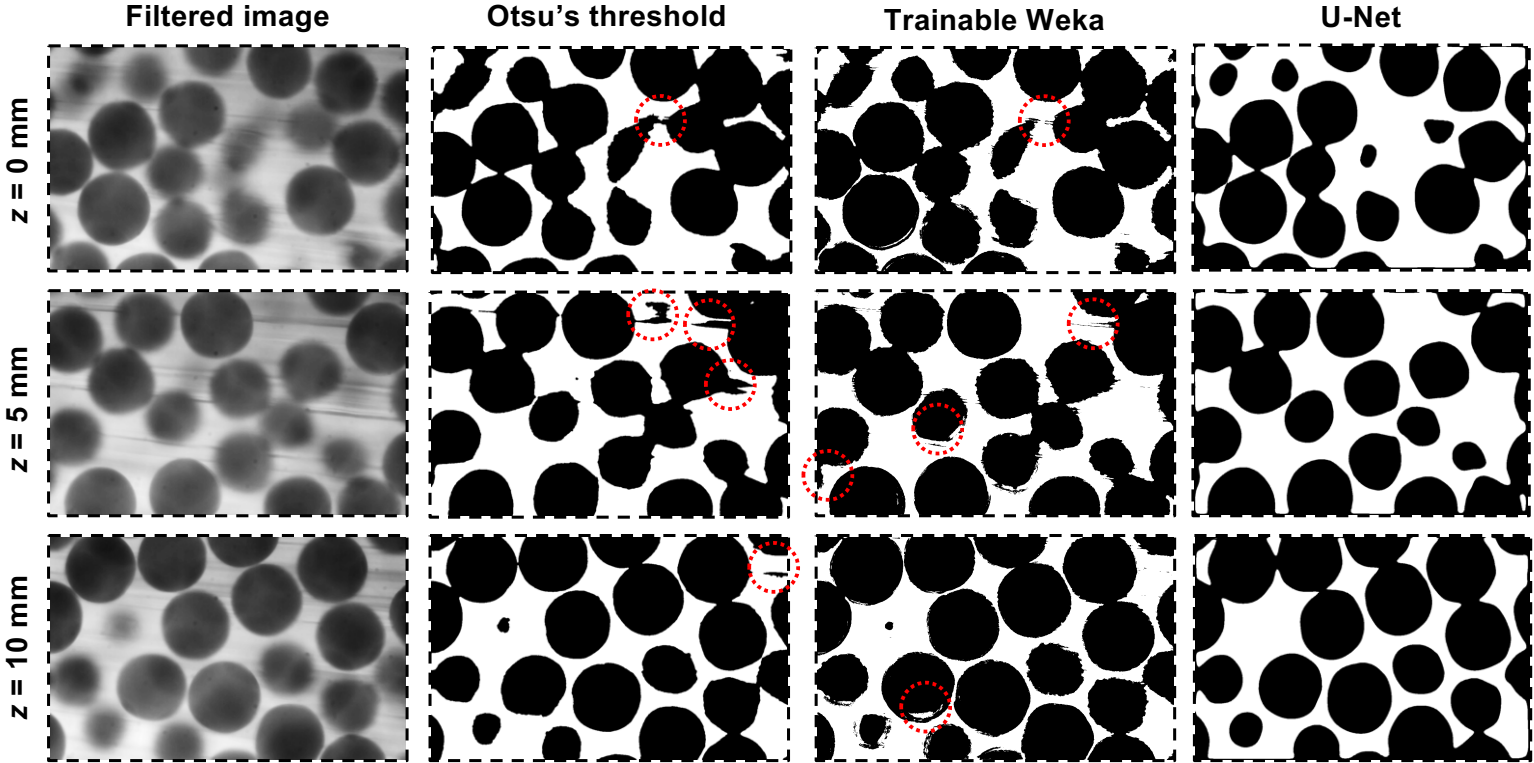 Filtered image
Otsu's threshold
Trainable Weka
U-Net
z = 0 mm
z = 5 mm
z = 10 mm